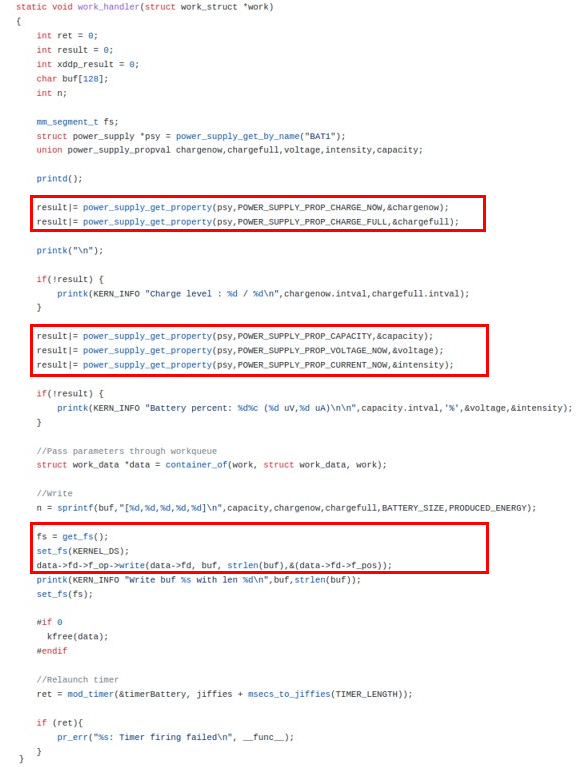 static void work_handler(struct work_struct *work)
{
int ret = 0;
int result = 0;
int xddp_result = 0;
char buf[128];
int n;
mm_segment_t fs;
struct power_supply *psy = power_supply_get_by_name("BAT1");
union power_supply_propval chargenow,chargefull,voltage,intensity,capacity;
printd();
result|= power_supply_get_property(psy,POWER_SUPPLY_PROP_CHARGE_NOW,&chargenow);
result|= power_supply_get_property(psy,POWER_SUPPLY_PROP_CHARGE_FULL,&chargefull);
printk("\n");
if(!result) {
printk(KERN_INFO "Charge level : %d / %d\n",chargenow.intval,chargefull.intval);
}
result|= power_supply_get_property(psy,POWER_SUPPLY_PROP_CAPACITY,&capacity);
result|= power_supply_get_property(psy,POWER_SUPPLY_PROP_VOLTAGE_NOW,&voltage);
result|= power_supply_get_property(psy,POWER_SUPPLY_PROP_CURRENT_NOW,&intensity);
if(!result) {
printk(KERN_INFO "Battery percent: %d%c (%d uV,%d uA)\n\n",capacity.intval,'%',&voltage,&intensity);
}
//Pass parameters through workqueue
struct work_data *data = container_of(work, struct work_data, work);
//Write
n = sprintf(buf,"[%d,%d,%d,%d,%d]\n",capacity,chargenow,chargefull,BATTERY_SIZE,PRODUCED_ENERGY);
fs = get_fs();
set_fs(KERNEL_DS);
data->fd->f_op->write(data->fd, buf, strlen(buf),&(data->fd->f_pos));
printk(KERN_INFO "Write buf %s with len %d\n",buf,strlen(buf));
set_fs(fs);
#if 0
kfree(data);
#endif
//Relaunch timer
ret = mod_timer(&timerBattery, jiffies + msecs_to_jiffies(TIMER_LENGTH));
if (ret){
pr_err("%s: Timer firing failed\n", __func__);
}
}